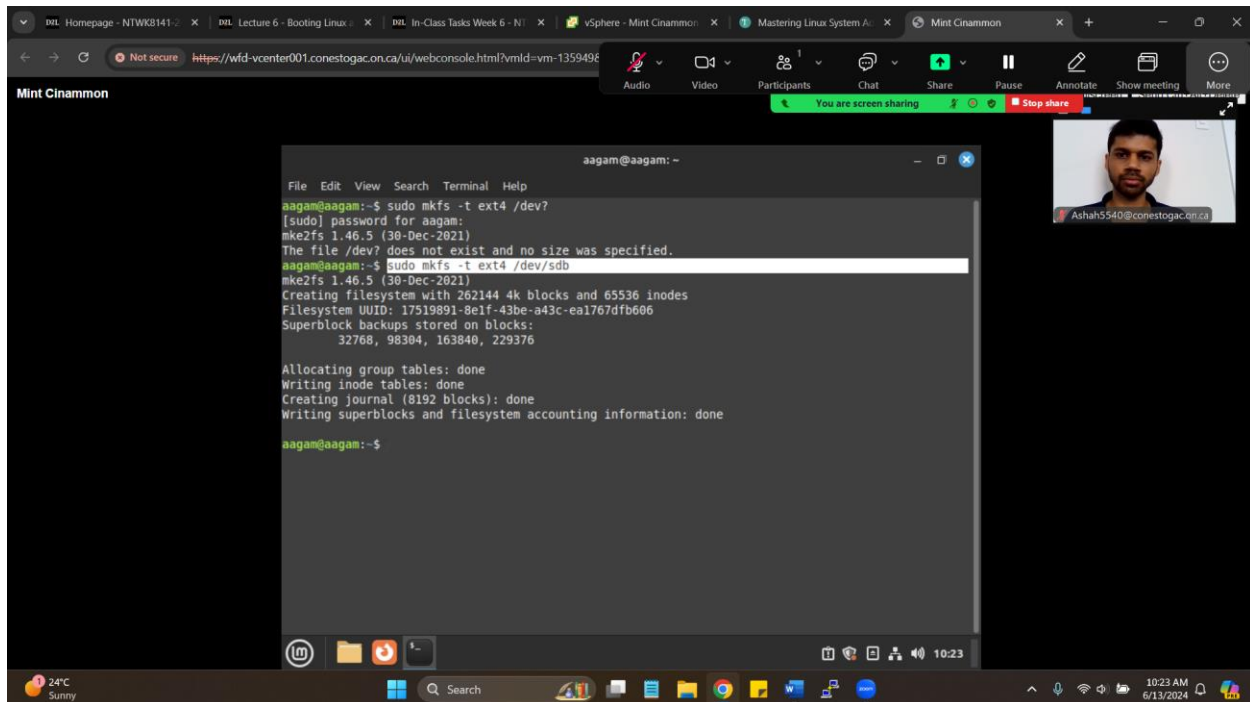 DZL Homepage - NTWK8141-2
DZL Lecture 6 - Booting Linux a
DZL In-Class Tasks Week 6 - NT
vSphere - Mint Cinammon
Mastering Linux System Ad
Mint Cinammon
Not secure https://wfd-vcenter001.conestogac.on.ca/ui/webconsole.html?vmId=vm-1359498
Audio
Video
1
Participants
Chat
Share
Pause
Annotate
Show meeting
More
Mint Cinammon
You are screen sharing
Stop share
Ashah5540@conestogac.on.ca
aagam@aagam: ~
File Edit View Search Terminal Help
aagam@aagam:~$ sudo mkfs -t ext4 /dev?
[sudo] password for aagam:
mke2fs 1.46.5 (30-Dec-2021)
The file /dev? does not exist and no size was specified.
aagam@aagam:~$ sudo mkfs -t ext4 /dev/sdb
mke2fs 1.46.5 (30-Dec-2021)
Creating filesystem with 262144 4k blocks and 65536 inodes
Filesystem UUID: 17519891-8e1f-43be-a43c-ea1767dfb606
Superblock backups stored on blocks:
32768, 98304, 163840, 229376
Allocating group tables: done
Writing inode tables: done
Creating journal (8192 blocks): done
Writing superblocks and filesystem accounting information: done
aagam@aagam:~$
10:23
1
24°C
Sunny
Search
10:23 AM
6/13/2024